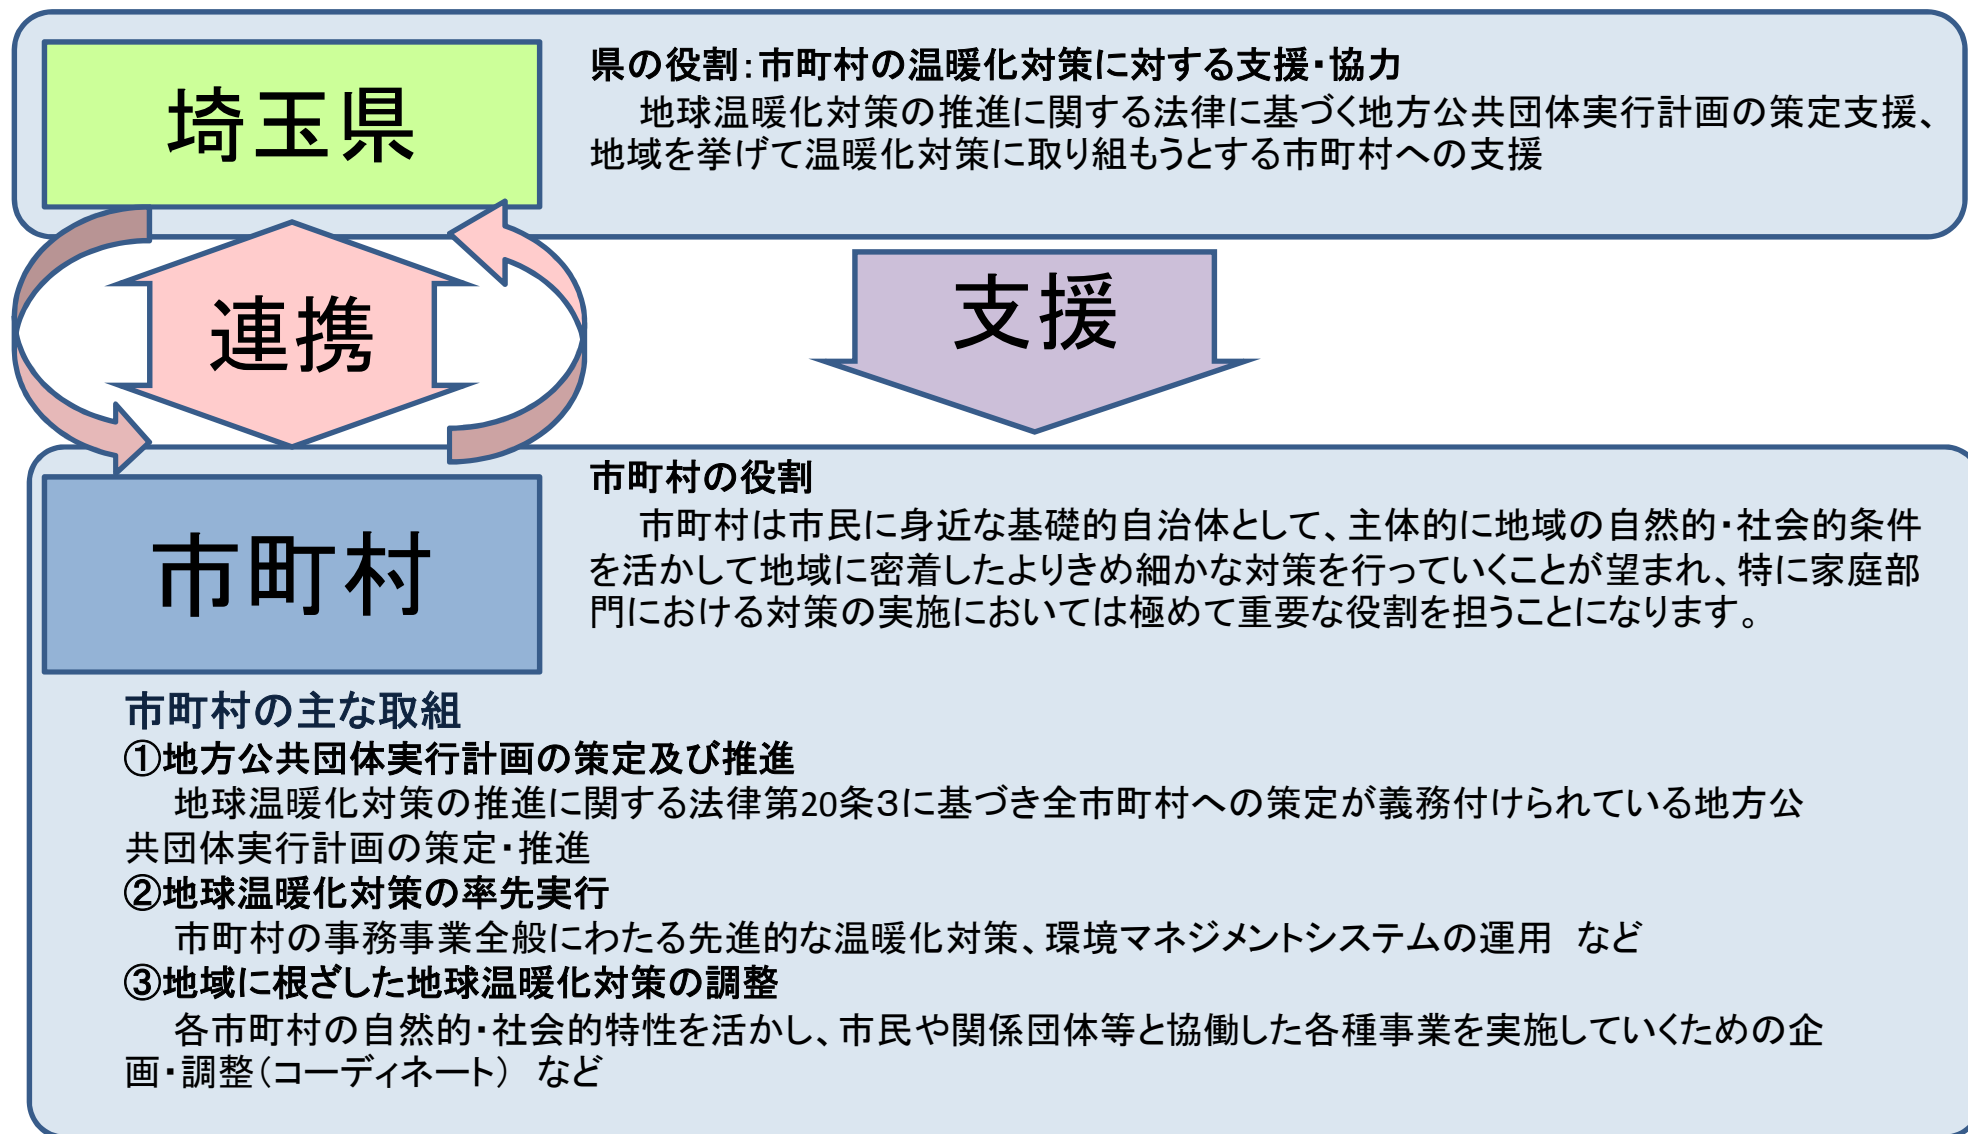 埼玉県
県の役割：市町村の温暖化対策に対する支援・協力
地球温暖化対策の推進に関する法律に基づく地方公共団体実行計画の策定支援、
地域を挙げて温暖化対策に取り組もうとする市町村への支援
連携
支援
市町村
市町村の役割
市町村は市民に身近な基礎的自治体として、主体的に地域の自然的・社会的条件
を活かして地域に密着したよりきめ細かな対策を行っていくことが望まれ、特に家庭部
門における対策の実施においては極めて重要な役割を担うことになります。
市町村の主な取組
①地方公共団体実行計画の策定及び推進
地球温暖化対策の推進に関する法律第20条３に基づき全市町村への策定が義務付けられている地方公
共団体実行計画の策定・推進
②地球温暖化対策の率先実行
市町村の事務事業全般にわたる先進的な温暖化対策、環境マネジメントシステムの運用　など
③地域に根ざした地球温暖化対策の調整
各市町村の自然的・社会的特性を活かし、市民や関係団体等と協働した各種事業を実施していくための企
画・調整（コーディネート）　など